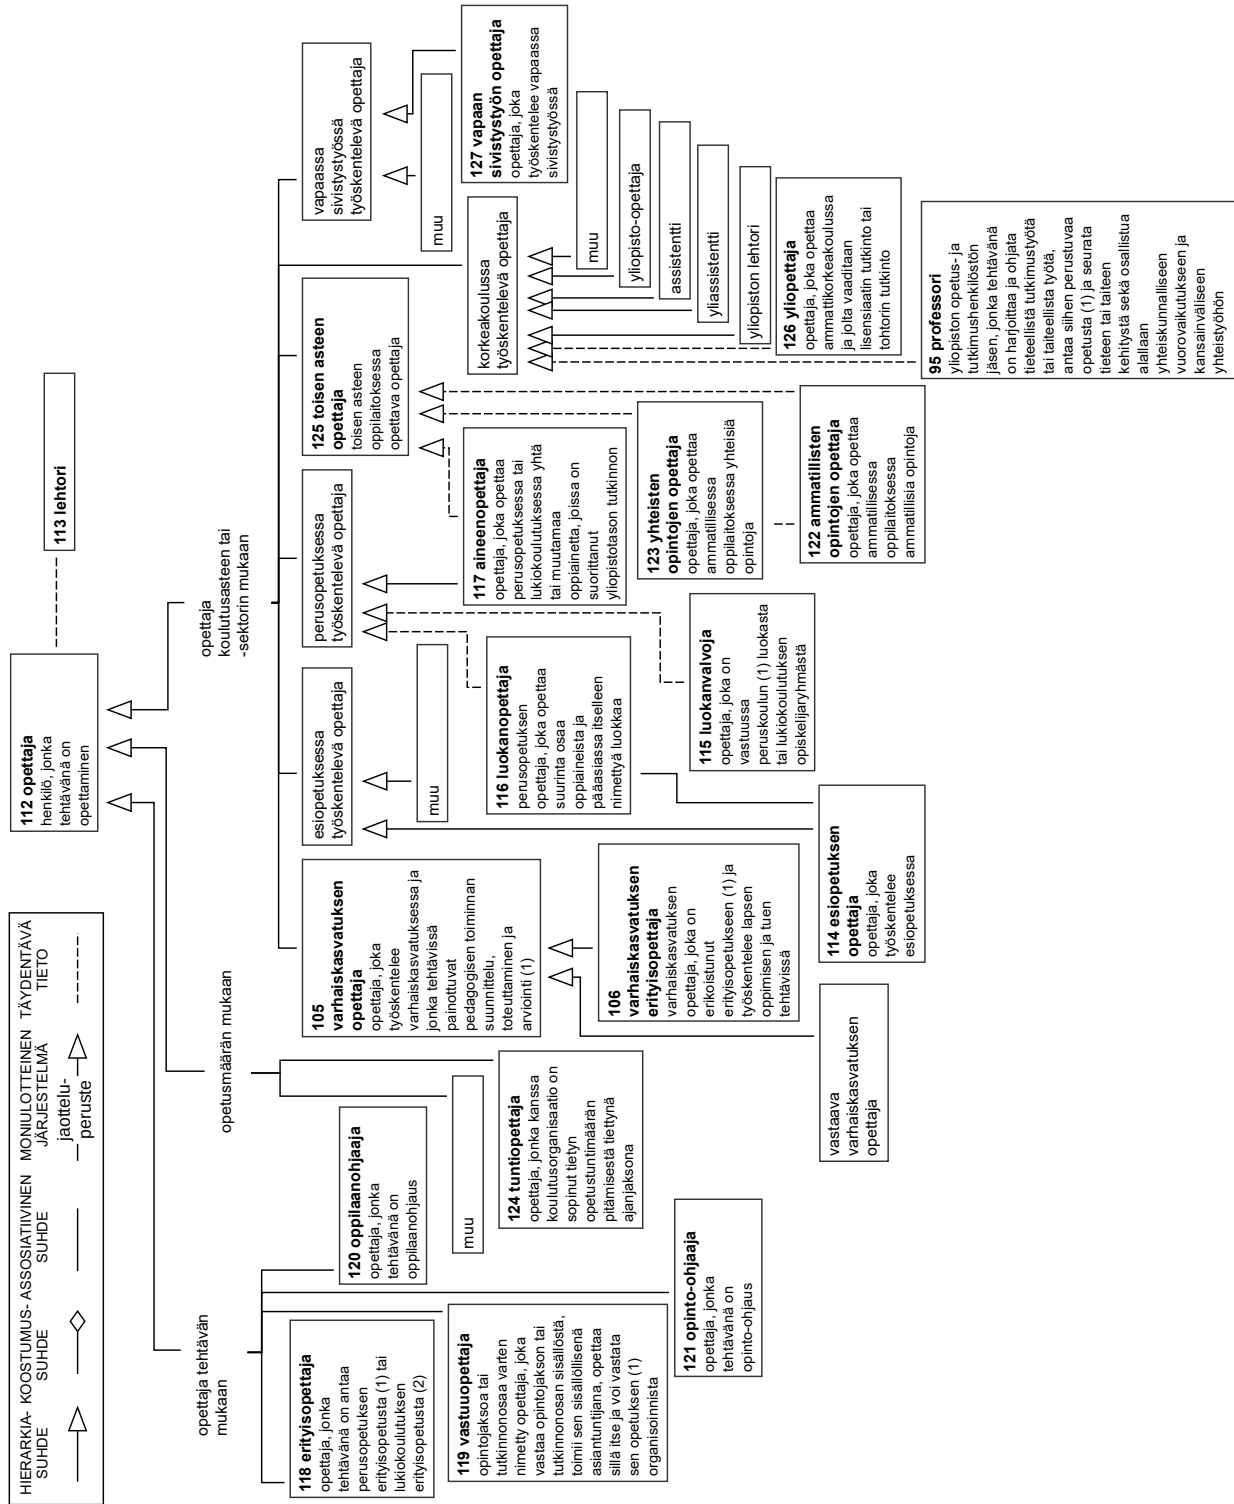 HIERARKIA- KOOSTUMUS- ASSOSIATIIVINEN MONIULOTTEINEN TÄYDENTÄVÄ
SUHDE SUHDE SUHDE JÄRJESTELMÄ TIETO
jaottelu-
peruste
112 opettaja
henkilö, jonka
tehtävänä on
opettaminen
113 lehtori
opettaja tehtävän
mukaan
opetusmäärän mukaan
opettaja
koulutusasteen tai
-sektorin mukaan
118 erityisopettaja
opettaja, jonka
tehtävänä on antaa
perusopetuksen
erityisopetusta (1) tai
lukiokoulutuksen
erityisopetusta (2)
120 oppilaanohjaaja
opettaja, jonka
tehtävänä on
oppilaanohjaus
119 vastuuopettaja
opintojaksoa tai
tutkinnonosaa varten
nimetty opettaja, joka
vastaa opintojakson tai
tutkinnonosan sisällöstä,
toimii sen sisällöllisenä
asiantuntijana, opettaa
sillä itse ja voi vastata
sen opetuksen (1)
organisoinnista
121 opinto-ohjaaja
opettaja, jonka
tehtävänä on
opinto-ohjaus
muu
124 tuntiopettaja
opettaja, jonka kanssa
koulutusorganisaatio on
sopinut tietyn
opetustuntimäärän
pitämisestä tiettynä
ajanjaksona
105
varhaiskasvatuksen
opettaja
opettaja, joka
työskentelee
varhaiskasvatuksessa ja
jonka tehtävissä
painottuvat
pedagogisen toiminnan
suunnittelu,
toteuttaminen ja
arviointi (1)
106
varhaiskasvatuksen
erityisopettaja
varhaiskasvatuksen
opettaja, joka on
erikoistunut
erityisopetukseen (1) ja
työskentelee lapsen
oppimisen ja tuen
tehtävissä
vastaava
varhaiskasvatuksen
opettaja
esiopetuksessa
työskentelevä opettaja
muu
114 esiopetuksen
opettaja
opettaja, joka
työskentelee
esiopetuksessa
perusopetuksessa
työskentelevä opettaja
116 luokanopettaja
perusopetuksen
opettaja, joka opettaa
suurinta osaa
oppiaineista ja
pääasiassa itselleen
nimettyä luokkaa
115 luokanvalvoja
opettaja, joka on
vastuussa
peruskoulun (1) luokasta
tai lukiokoulutuksen
opiskelijaryhmästä
117 aineenopettaja
opettaja, joka opettaa
perusopetuksessa tai
lukiokoulutuksessa yhtä
tai muutamaa
oppiainetta, joissa on
suorittanut
yliopistotason tutkinnon
125 toisen asteen
opettaja
toisen asteen
oppilaitoksessa
opettava opettaja
123 yhteisten
opintojen opettaja
opettaja, joka opettaa
ammatillisessa
oppilaitoksessa yhteisiä
opintoja
122 ammatillisten
opintojen opettaja
opettaja, joka opettaa
ammatillisessa
oppilaitoksessa
ammatillisia opintoja
korkeakoulussa
työskentelevä opettaja
muu
yliopisto-opettaja
assistentti
yliassistentti
yliopiston lehtori
126 yliopettaja
opettaja, joka opettaa
ammattikorkeakoulussa
ja jolta vaaditaan
lisensiaatin tutkinto tai
tohtorin tutkinto
95 professori
yliopiston opetus- ja
tutkimushenkilöstön
jäsen, jonka tehtävänä
on harjoittaa ja ohjata
tieteellistä tutkimustyötä
tai taiteellista työtä,
antaa siihen perustuvaa
opetusta (1) ja seurata
tieteen tai taiteen
kehitystä sekä osallistua
alallaan
yhteiskunnalliseen
vuorovaikutukseen ja
kansainväliseen
yhteistyöhön
vapaassa
sivistystyössä
työskentelevä opettaja
muu
127 vapaan
sivistystyön opettaja
opettaja, joka
työskentelee vapaassa
sivistystyössä